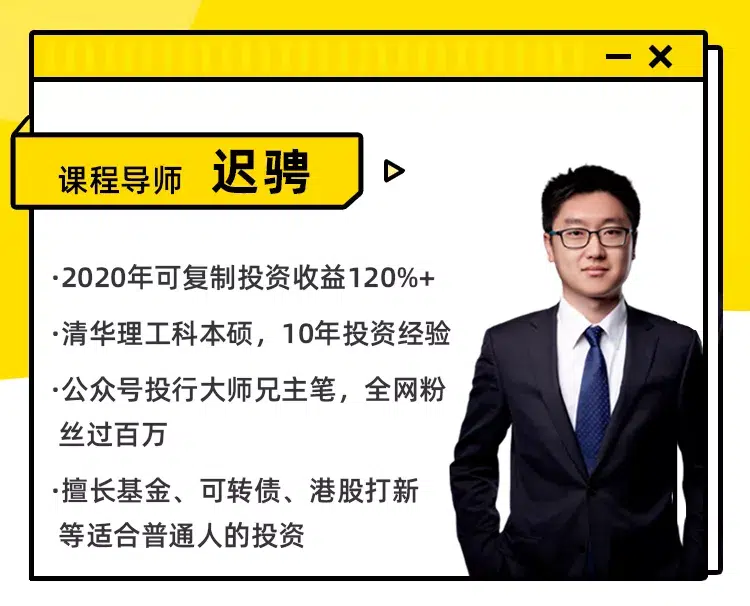 课程导师 迟骋
·2020年可复制投资收益120%+
·清华理工科本硕，10年投资经验
·公众号投行大师兄主笔，全网粉
丝过百万
·擅长基金、可转债、港股打新
等适合普通人的投资